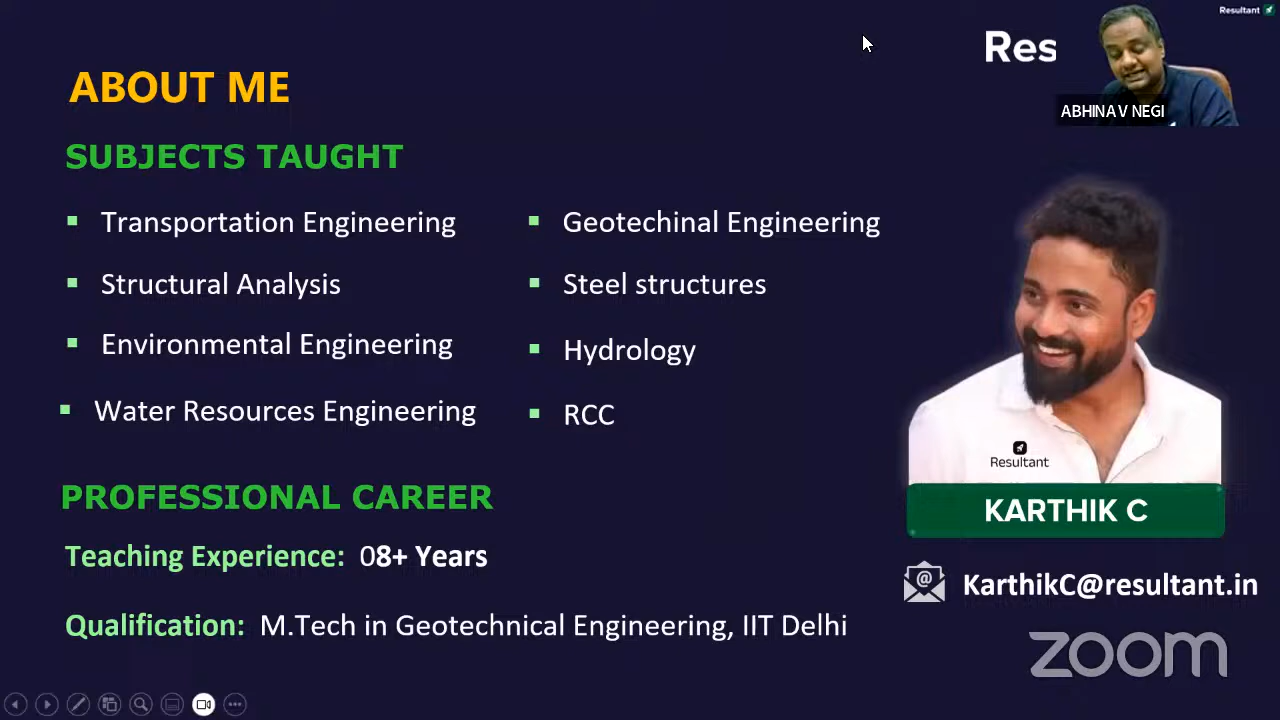 Resultant
Res
ABHINAV NEGI
ABOUT ME
SUBJECTS TAUGHT
Transportation Engineering
Geotechinal Engineering
Structural Analysis
Steel structures
Environmental Engineering
Hydrology
Water Resources Engineering
RCC
Resultant
PROFESSIONAL CAREER
KARTHIK C
Teaching Experience: 08+ Years
KarthikC@resultant.in
Qualification: M.Tech in Geotechnical Engineering, IIT Delhi
zoom